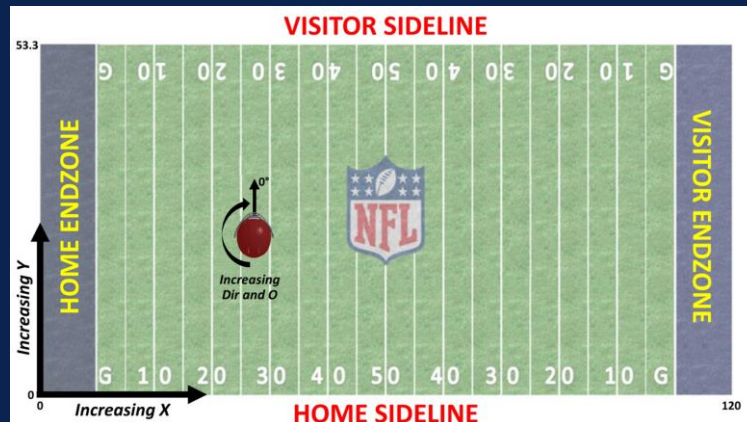 VISITOR SIDELINE
53.3
G 10 20 30 40 50 40 30 20 10 G
HOME ENDZONE
VISITOR ENDZONE
0°
NFL
Increasing
Dir and O
Increasing Y
G 10 20 30 40 50 40 30 20 10 G
0
0
Increasing X
HOME SIDELINE
120